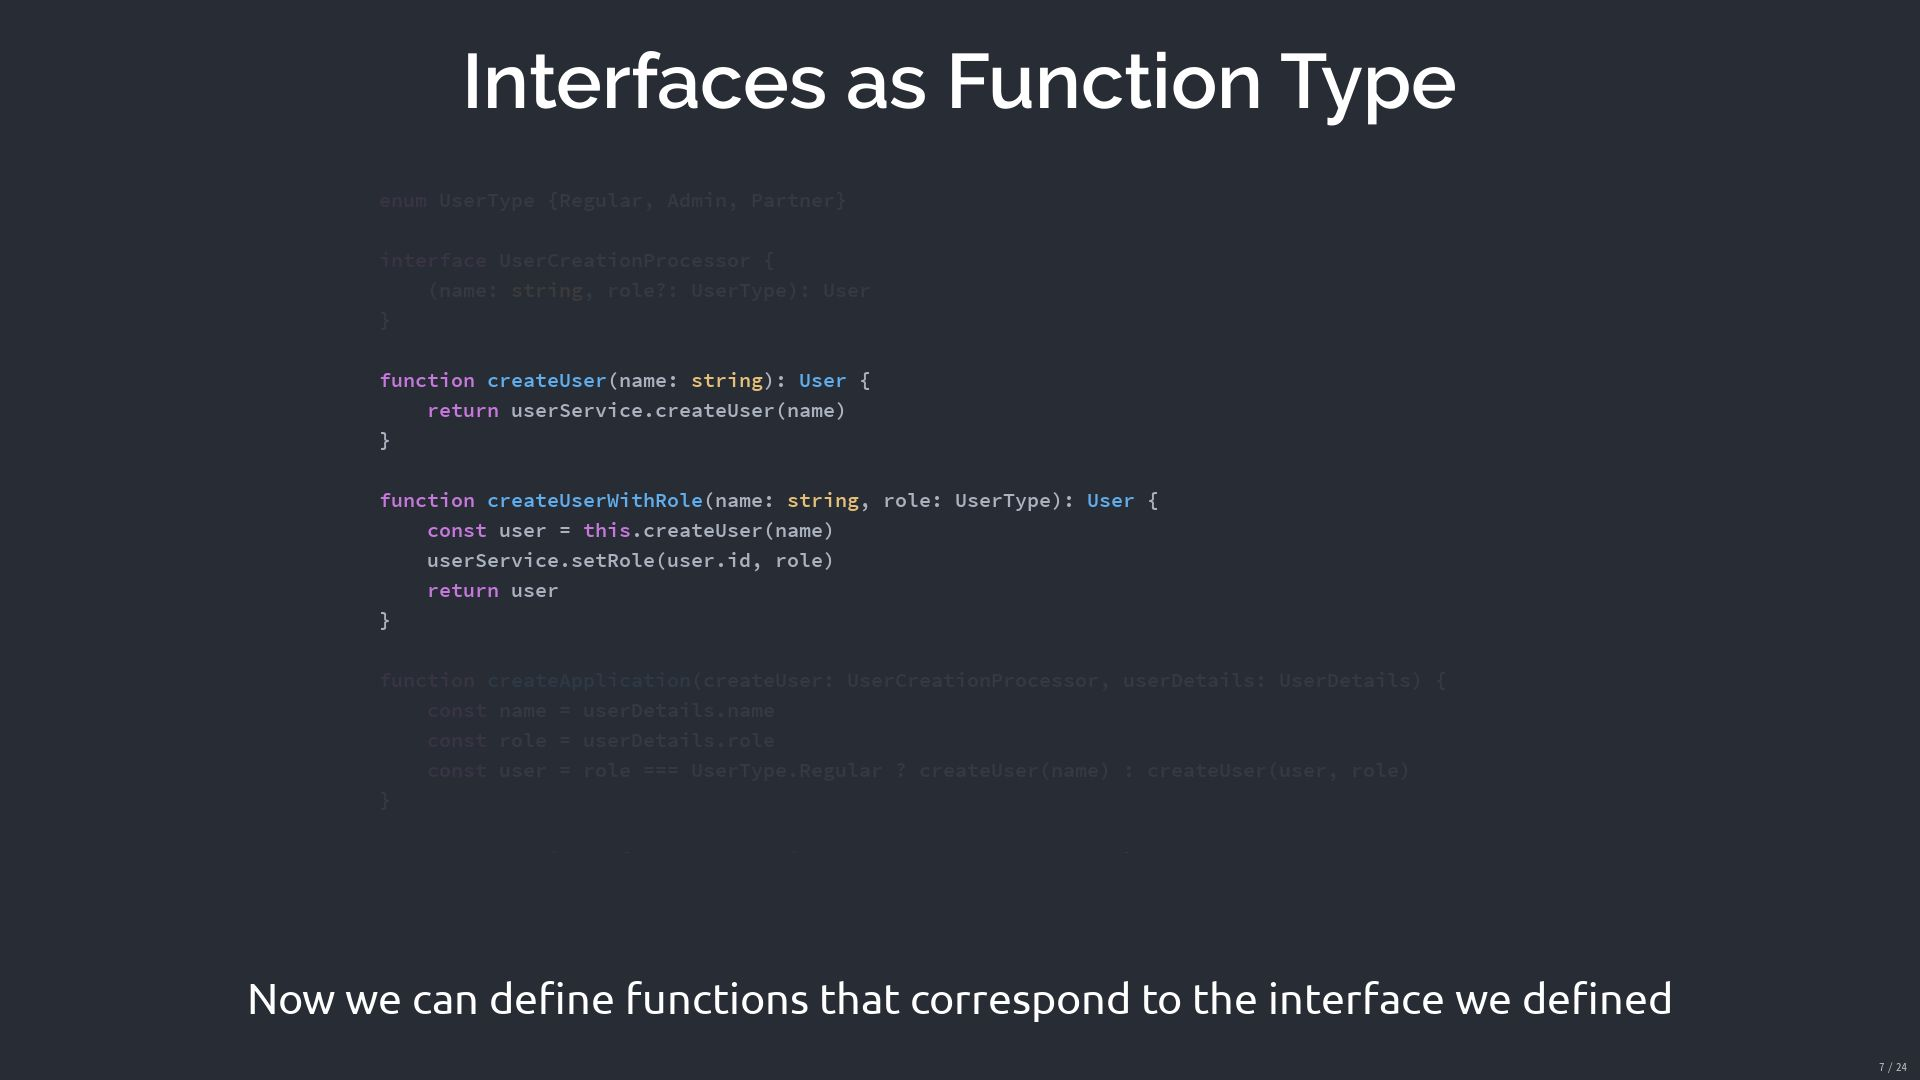 Interfaces as Function Type
enum UserType {Regular, Admin, Partner}
interface UserCreationProcessor {
    (name: string, role?: UserType): User
}
function createUser(name: string): User {
    return userService.createUser(name)
}
function createUserWithRole(name: string, role: UserType): User {
    const user = this.createUser(name)
    userService.setRole(user.id, role)
    return user
}
function createApplication(createUser: UserCreationProcessor, userDetails: UserDetails) {
    const name = userDetails.name
    const role = userDetails.role
    const user = role === UserType.Regular ? createUser(name) : createUser(user, role)
}
Now we can define functions that correspond to the interface we defined
7 / 24